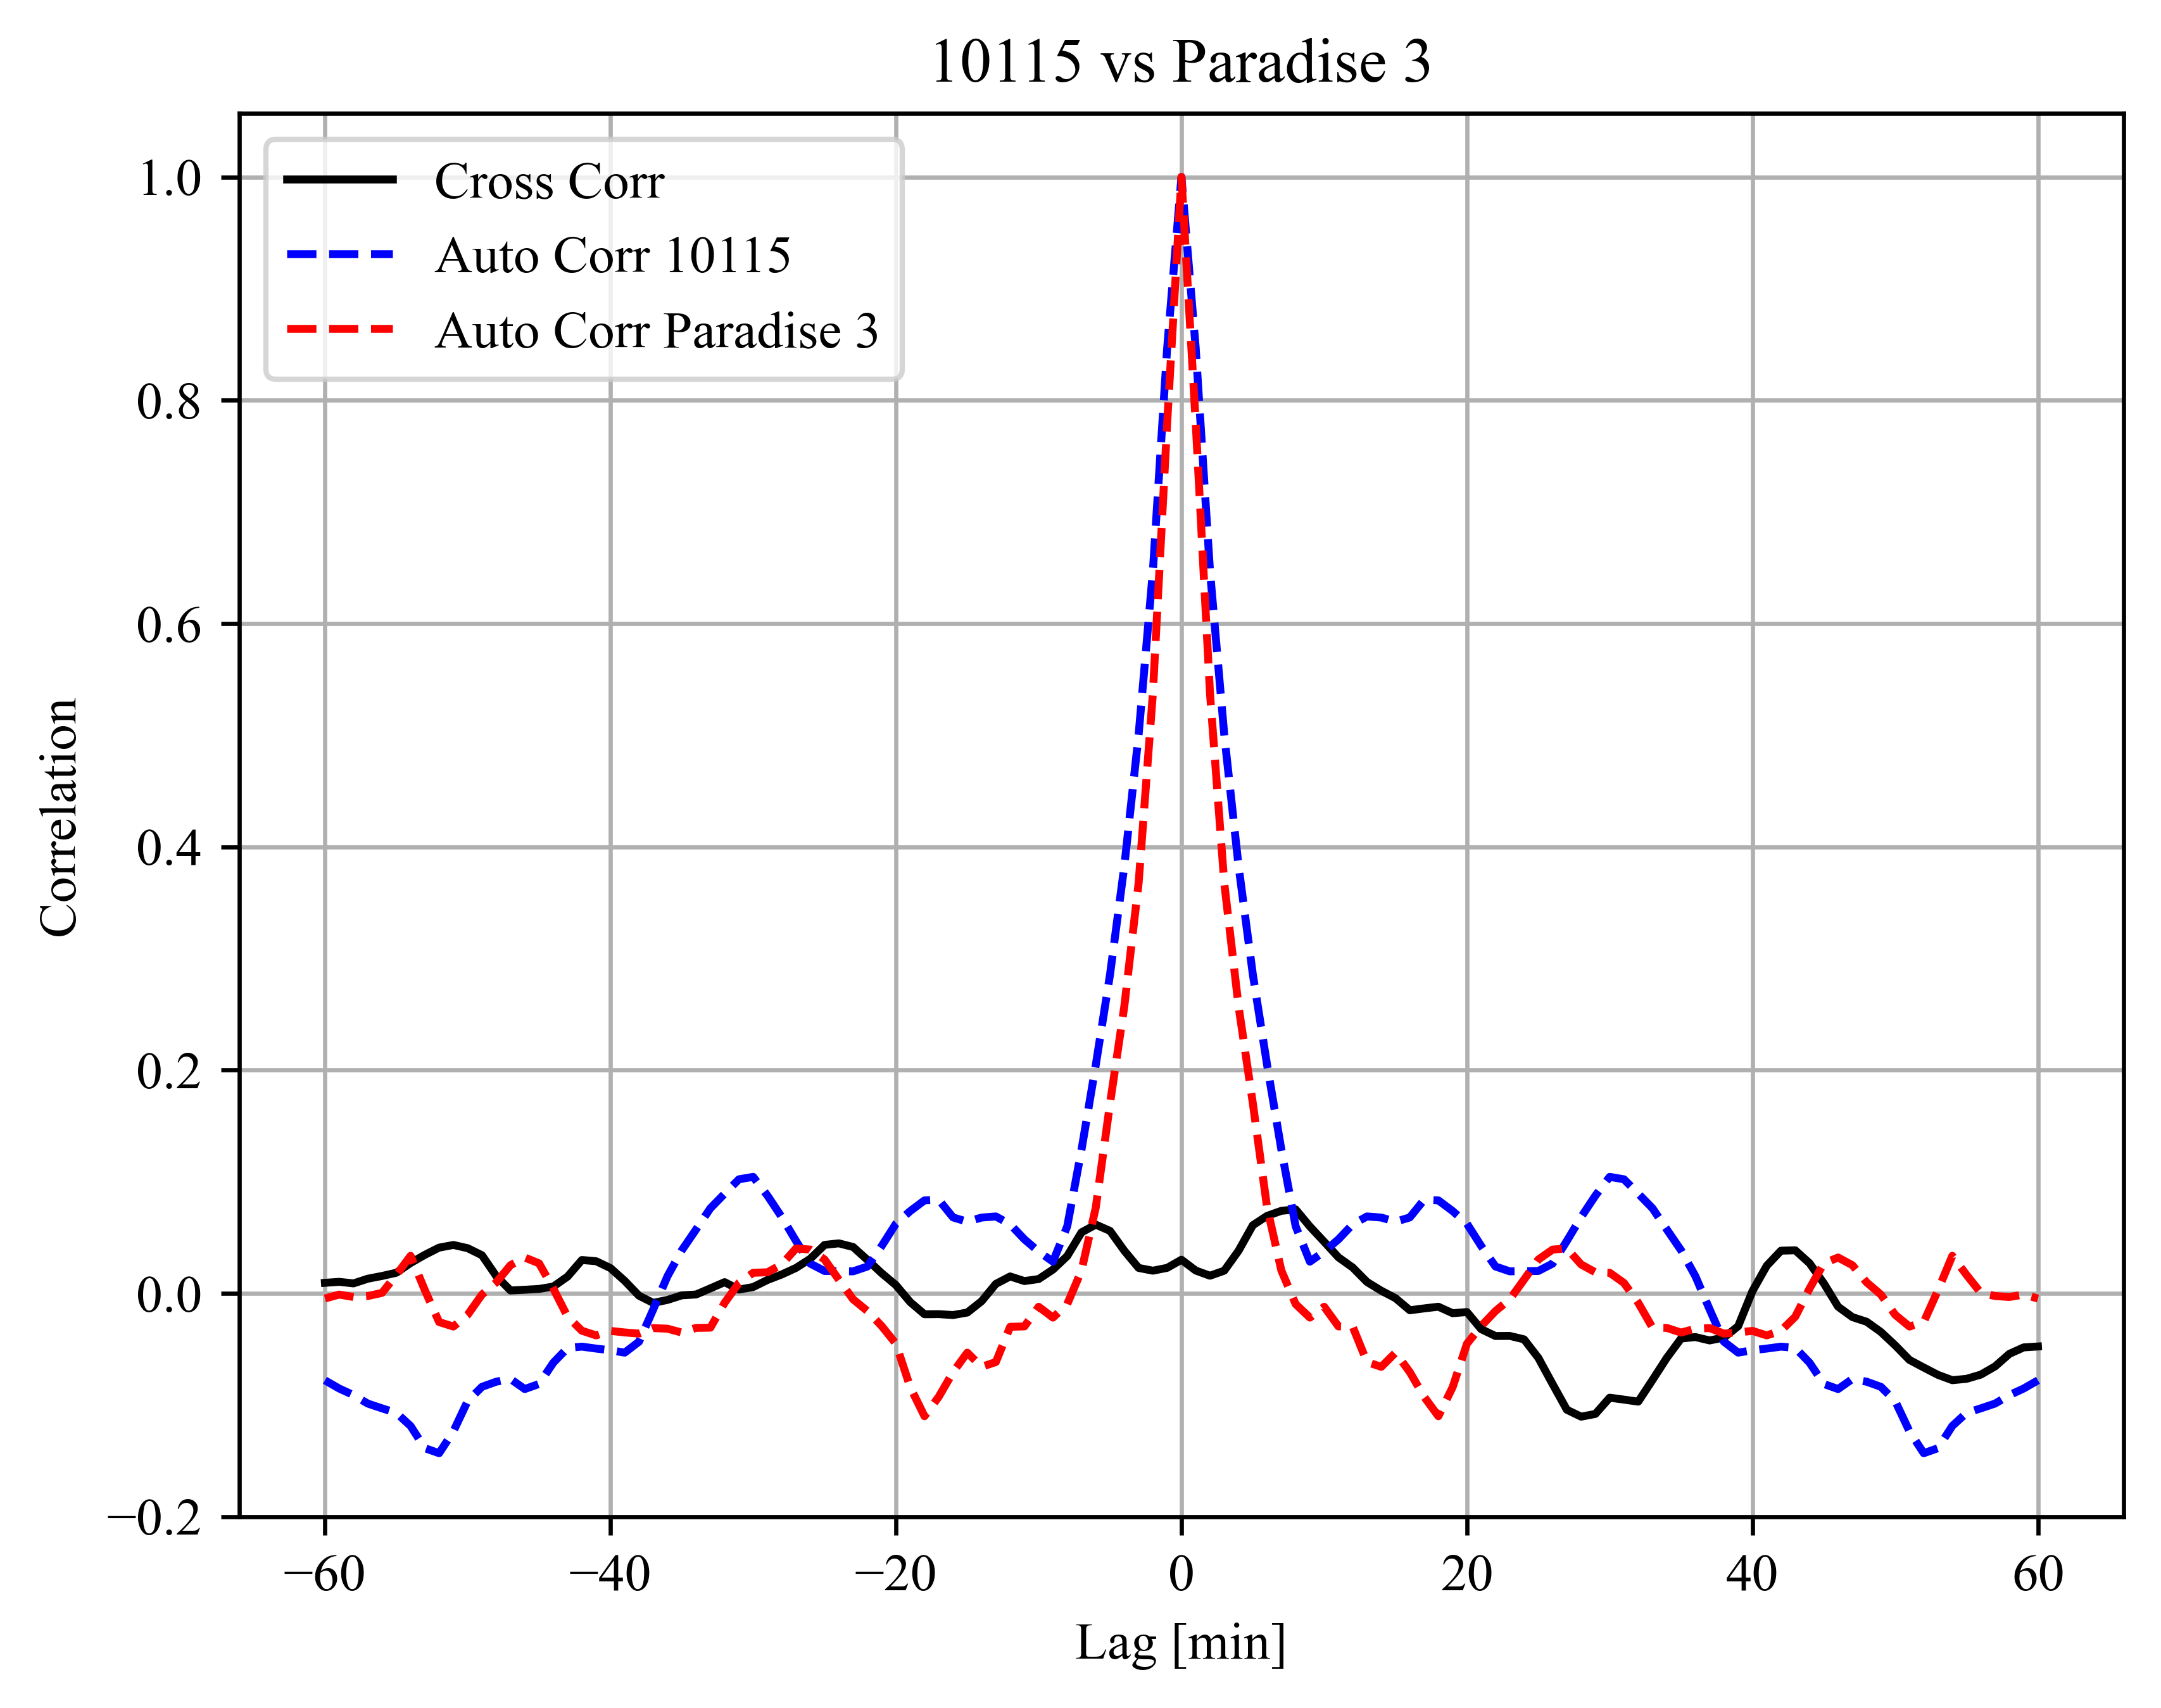 10115 vs Paradise 3
Cross Corr
Auto Corr 10115
Auto Corr Paradise 3
1.0
0.8
0.6
0.4
0.2
0.0
−0.2
Correlation
−60 −40 −20 0 20 40 60
Lag [min]